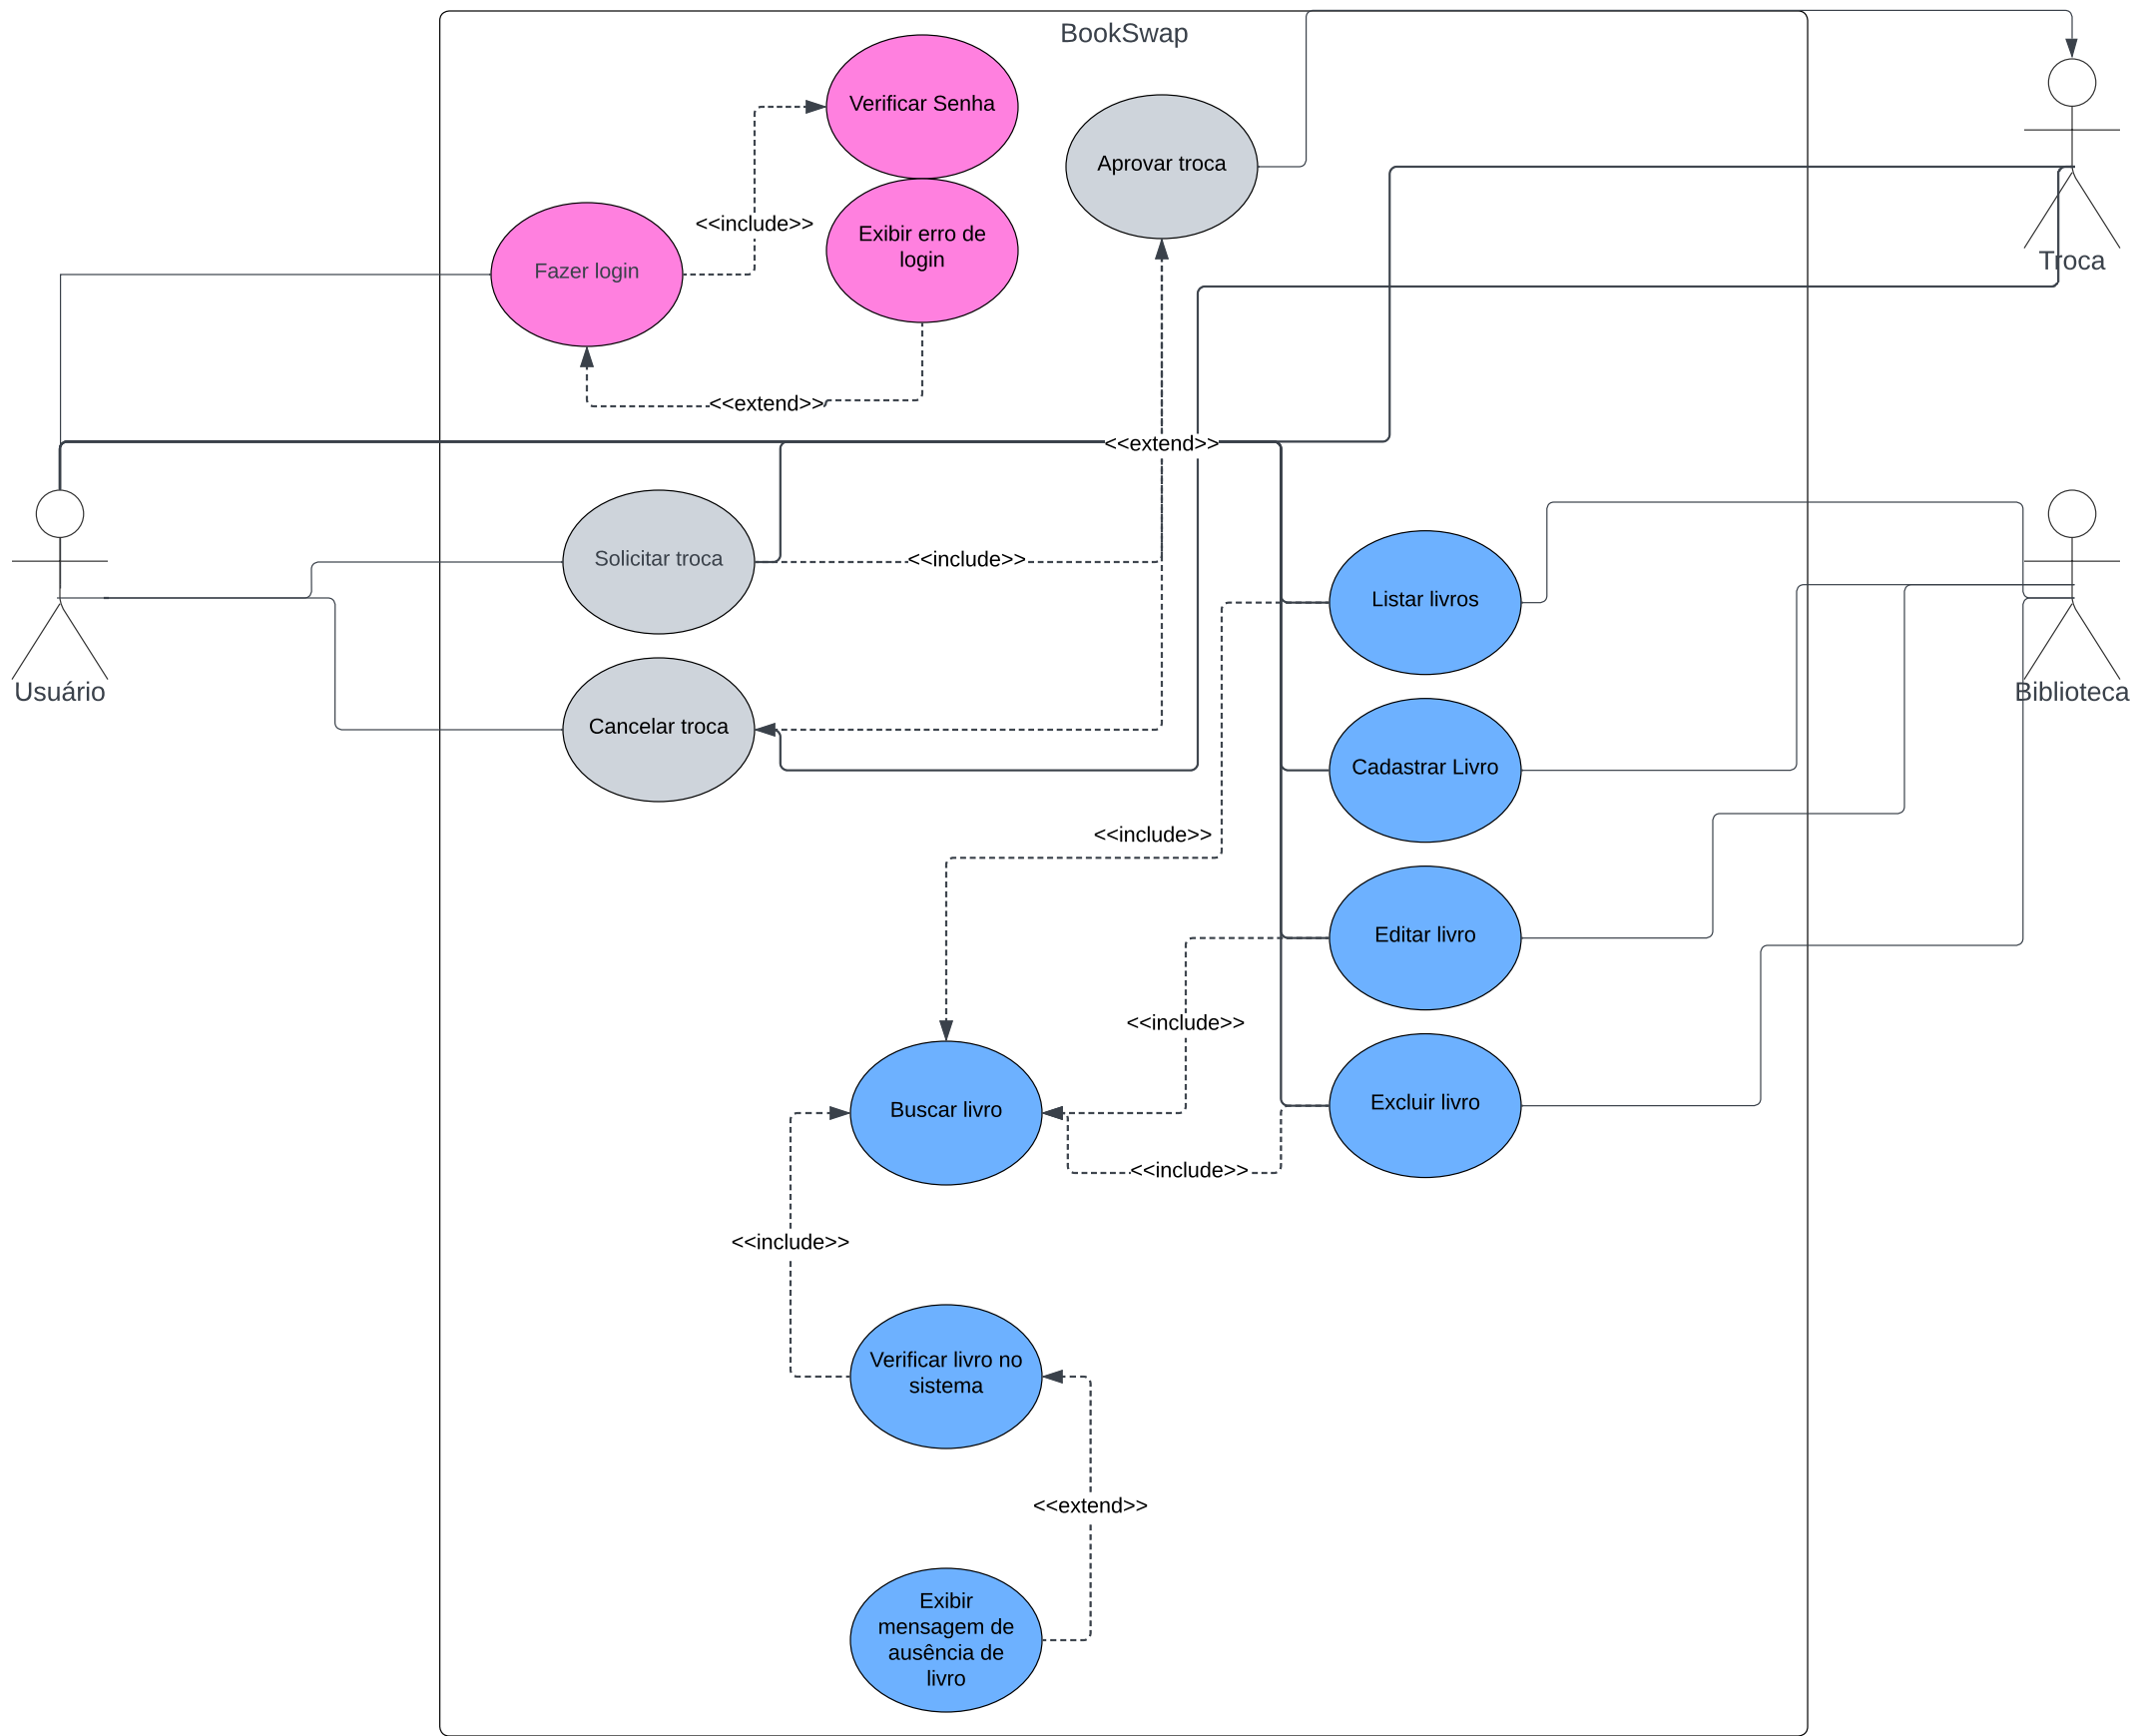 BookSwap
Verificar Senha
Aprovar troca
<<include>>
Exibir erro de
login
Fazer login
Troca
<<extend>>
<<extend>>
Solicitar troca
<<include>>
Listar livros
Usuário
Biblioteca
Cancelar troca
Cadastrar Livro
<<include>>
Editar livro
<<include>>
Buscar livro
Excluir livro
<<include>>
<<include>>
Verificar livro no
sistema
<<extend>>
Exibir
mensagem de
ausência de
livro